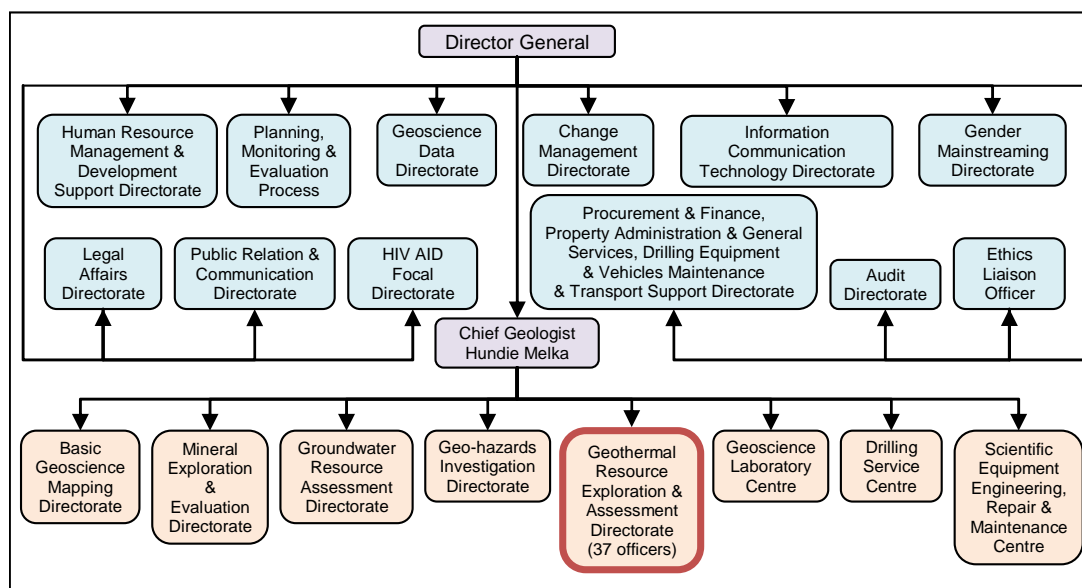 Director General
Human Resource
Management &
Development
Support Directorate
Planning,
Monitoring &
Evaluation
Process
Geoscience
Data
Directorate
Change
Management
Directorate
Information
Communication
Technology Directorate
Gender
Mainstreaming
Directorate
Legal
Affairs
Directorate
Public Relation &
Communication
Directorate
HIV AID
Focal
Directorate
Procurement & Finance,
Property Administration & General
Services, Drilling Equipment
& Vehicles Maintenance
& Transport Support Directorate
Audit
Directorate
Ethics
Liaison
Officer
Chief Geologist
Hundie Melka
Basic
Geoscience
Mapping
Directorate
Mineral
Exploration
&
Evaluation
Directorate
Groundwater
Resource
Assessment
Directorate
Geo-hazards
Investigation
Directorate
Geothermal
Resource
Exploration &
Assessment
Directorate
(37 officers)
Geoscience
Laboratory
Centre
Drilling
Service
Centre
Scientific
Equipment
Engineering,
Repair &
Maintenance
Centre